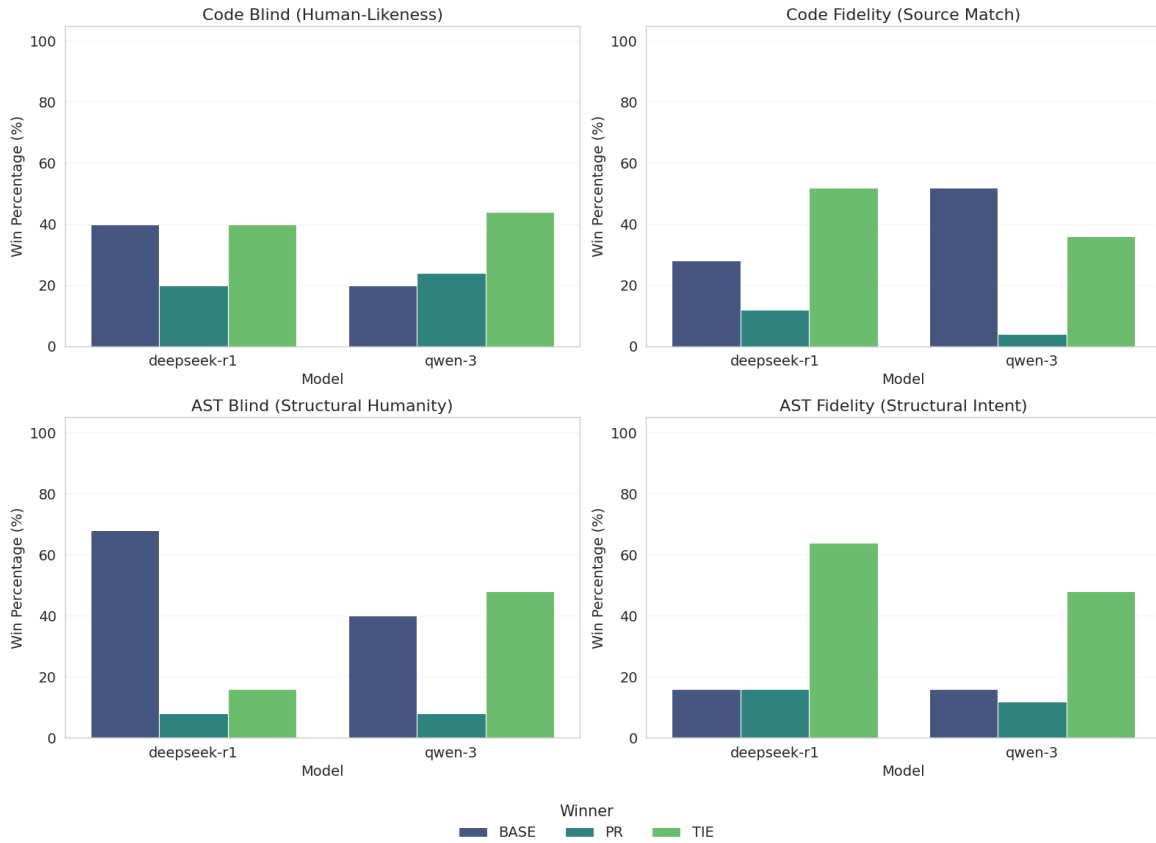 Code Blind (Human-Likeness)
100
80
60
40
20
0
Win Percentage (%)
deepseek-r1 qwen-3
Model
Code Fidelity (Source Match)
100
80
60
40
20
0
Win Percentage (%)
deepseek-r1 qwen-3
Model
AST Blind (Structural Humanity)
100
80
60
40
20
0
Win Percentage (%)
deepseek-r1 qwen-3
Model
AST Fidelity (Structural Intent)
100
80
60
40
20
0
Win Percentage (%)
deepseek-r1 qwen-3
Model
Winner
BASE PR TIE